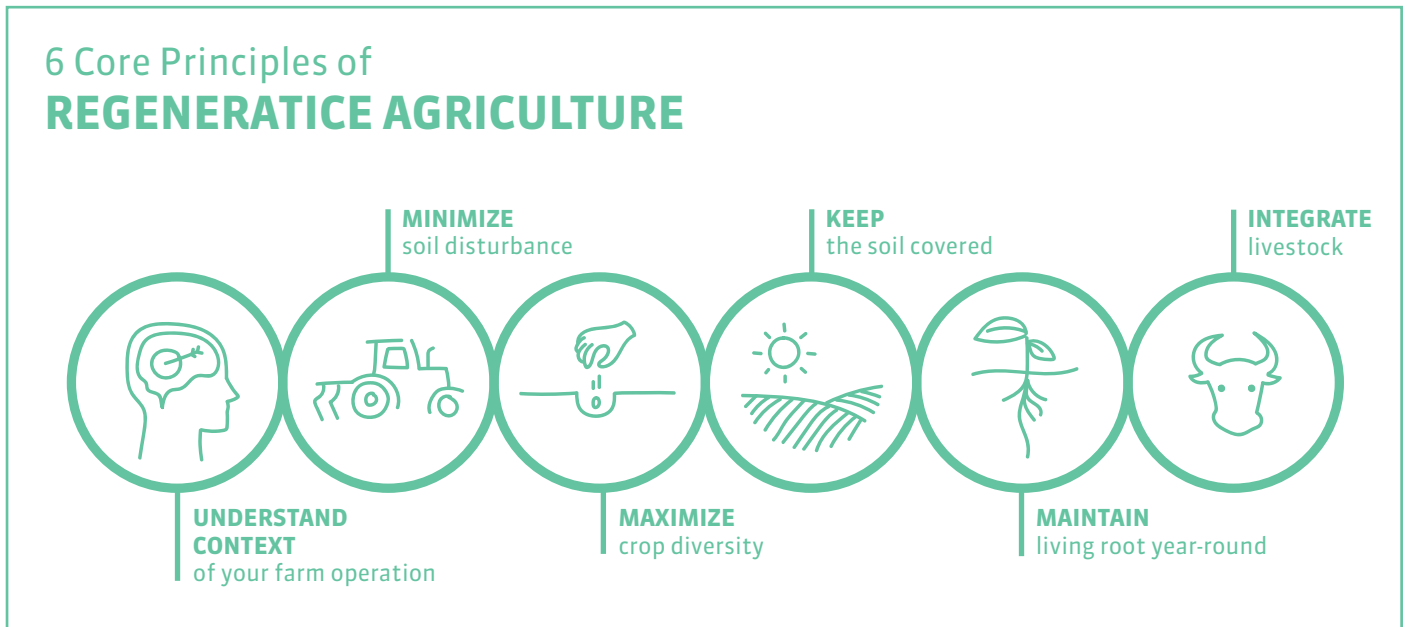 6 Core Principles of
REGENERATICE AGRICULTURE
UNDERSTAND
CONTEXT
of your farm operation
MINIMIZE
soil disturbance
MAXIMIZE
crop diversity
KEEP
the soil covered
MAINTAIN
living root year-round
INTEGRATE
livestock